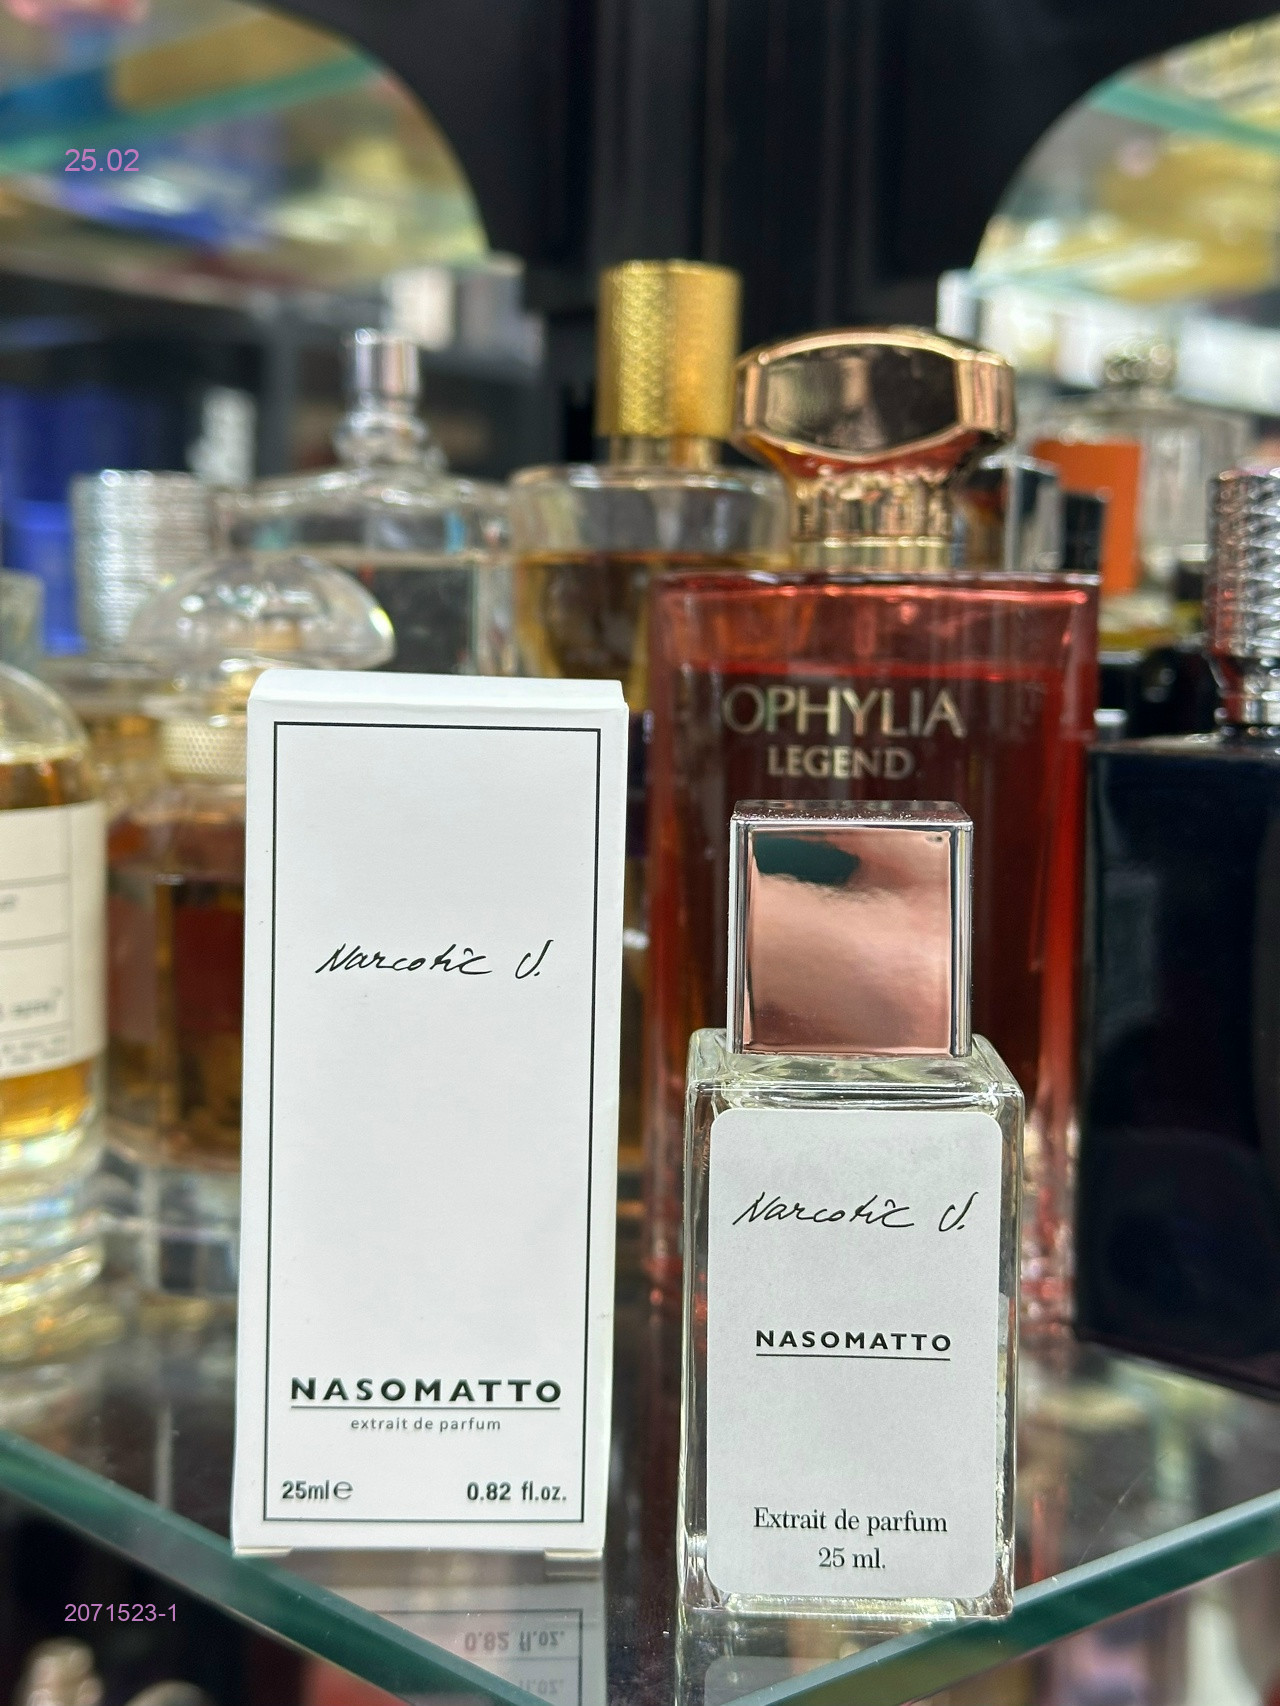 25.02
OPHYLIA
LEGEND
Narcotic V.
NASOMATTO
extrait de parfum
25ml℮ 0.82 fl.oz.
Narcotic V.
NASOMATTO
Extrait de parfum
25 ml.
2071523-1